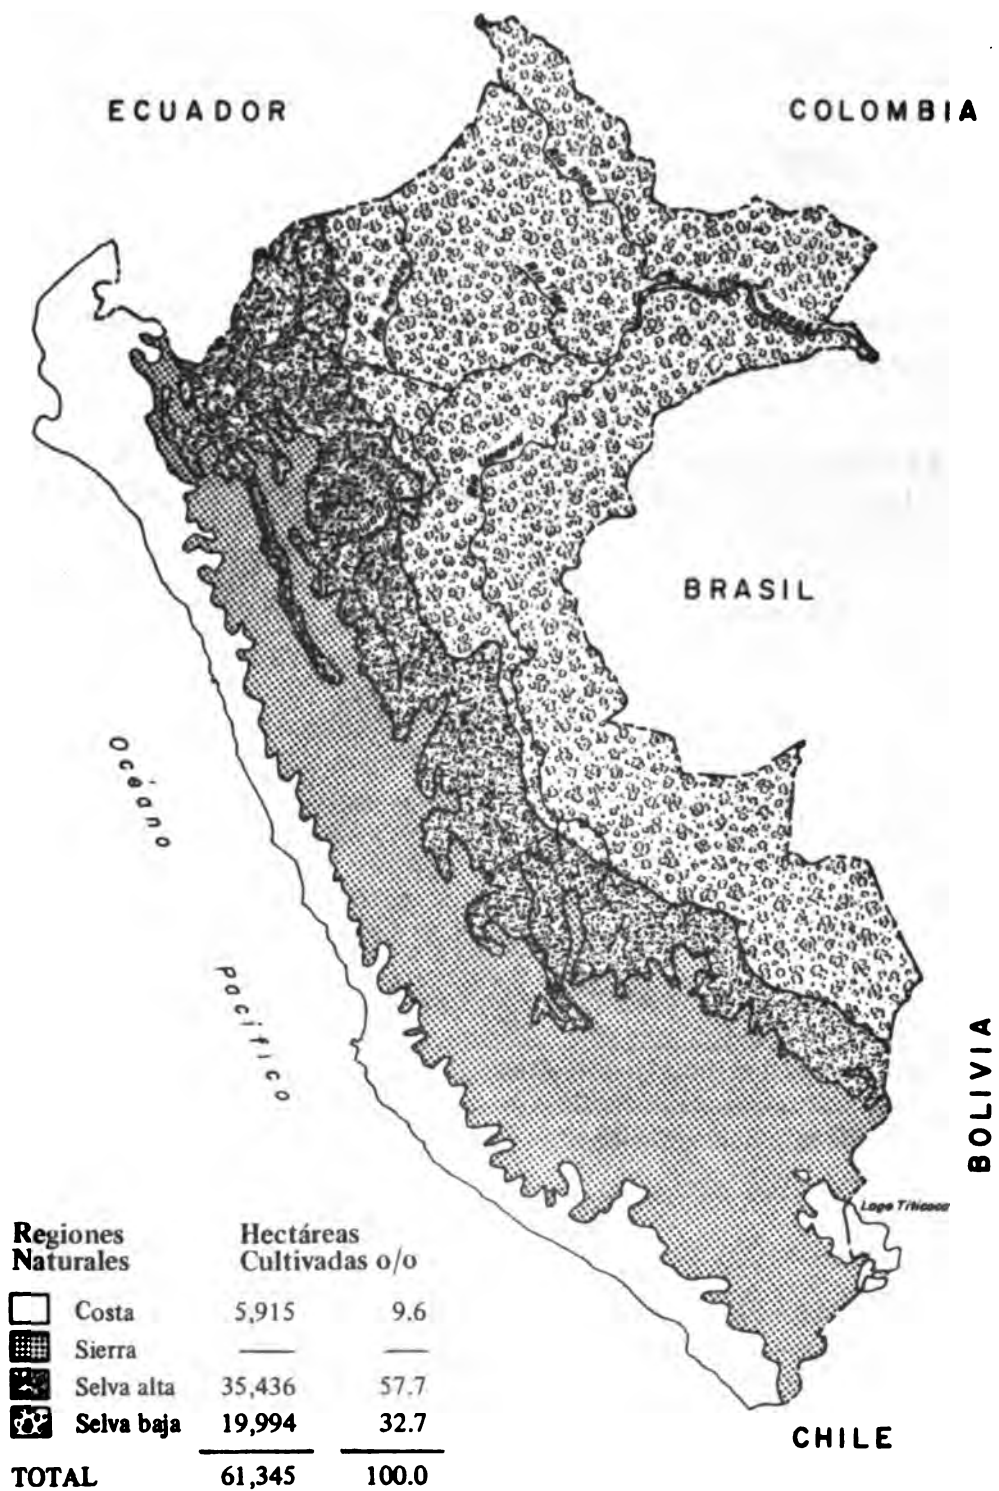 ECUADOR
COLOMBIA
BRASIL
Océano
Pacífico
BOLIVIA
Lago Titicaca
Regiones Hectáreas
Naturales Cultivadas o/o
Costa 5,915 9.6
Sierra — —
Selva alta 35,436 57.7
Selva baja 19,994 32.7
TOTAL 61,345 100.0
CHILE